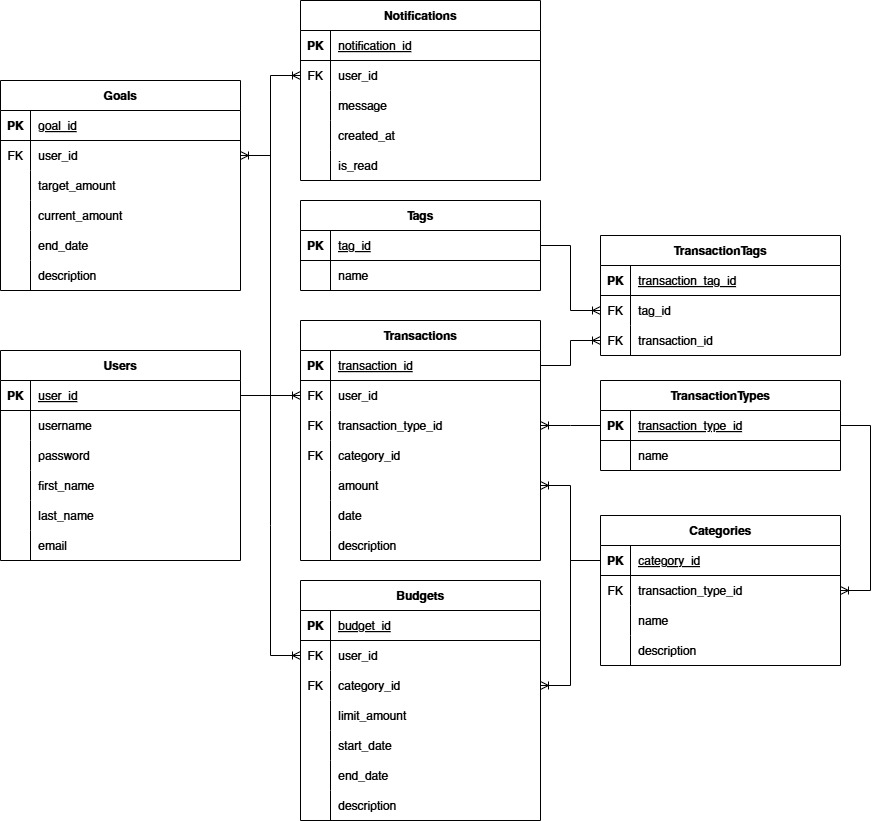 Notifications
PK notification_id
FK user_id
message
created_at
is_read
Goals
PK goal_id
FK user_id
target_amount
current_amount
end_date
description
Tags
PK tag_id
name
TransactionTags
PK transaction_tag_id
FK tag_id
FK transaction_id
Users
PK user_id
username
password
first_name
last_name
email
Transactions
PK transaction_id
FK user_id
FK transaction_type_id
FK category_id
amount
date
description
TransactionTypes
PK transaction_type_id
name
Categories
PK category_id
FK transaction_type_id
name
description
Budgets
PK budget_id
FK user_id
FK category_id
limit_amount
start_date
end_date
description